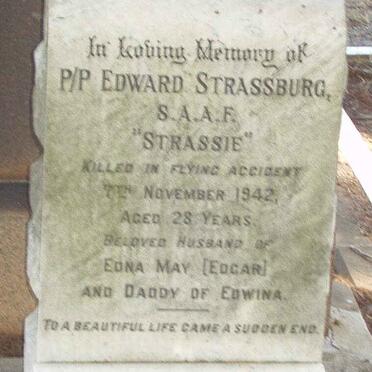 In Loving Memory of
P/P EDWARD STRASSBURG,
S.A.A.F.
"STRASSIE"
KILLED IN FLYING ACCIDENT
7TH NOVEMBER 1942,
AGED 28 YEARS.
BELOVED HUSBAND OF
EDNA MAY [EDGAR]
AND DADDY OF EDWINA.
TO A BEAUTIFUL LIFE CAME A SUDDEN END.